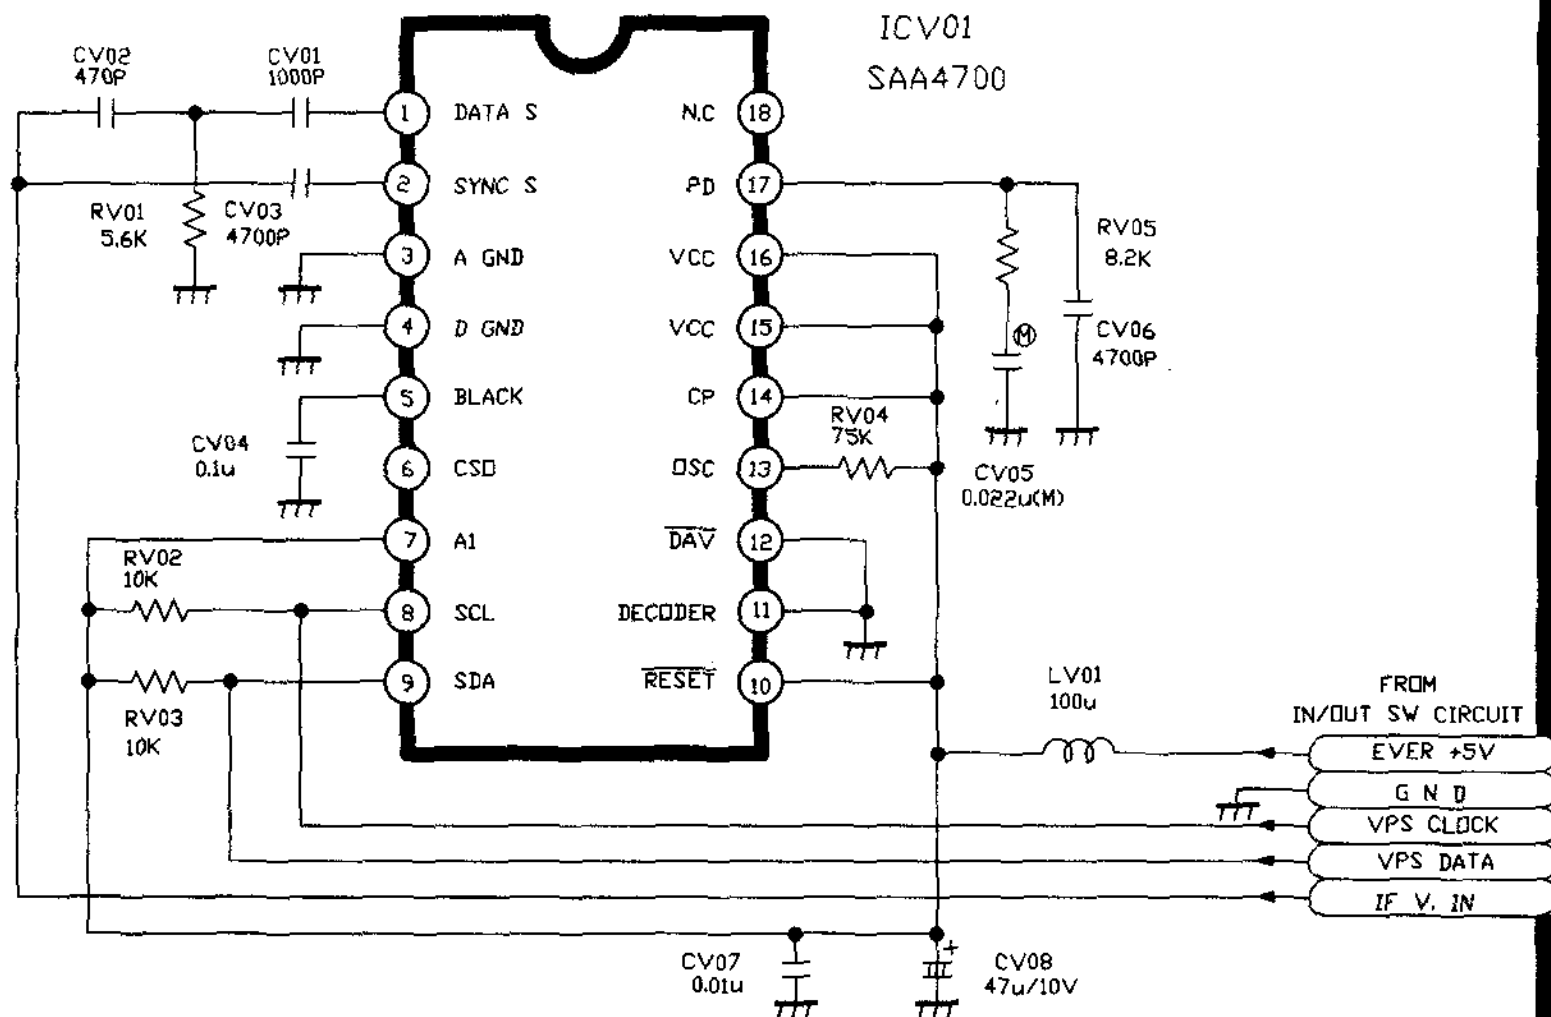 ICV01
SAA4700
CV02
470P
CV01
1000P
1 DATA S
N.C 18
2 SYNC S
PD 17
RV01
5.6K
CV03
4700P
RV05
8.2K
3 A GND
VCC 16
4 D GND
VCC 15
M
CV06
4700P
5 BLACK
CP 14
RV04
75K
CV04
0.1u
6 CSO
OSC 13
CV05
0.022u(M)
7 A1
DAV 12
RV02
10K
8 SCL
DECODER 11
9 SDA
RESET 10
RV03
10K
LV01
100u
FROM
IN/OUT SW CIRCUIT
EVER +5V
G N D
VPS CLOCK
VPS DATA
IF V. IN
CV07
0.01u
+
CV08
47u/10V